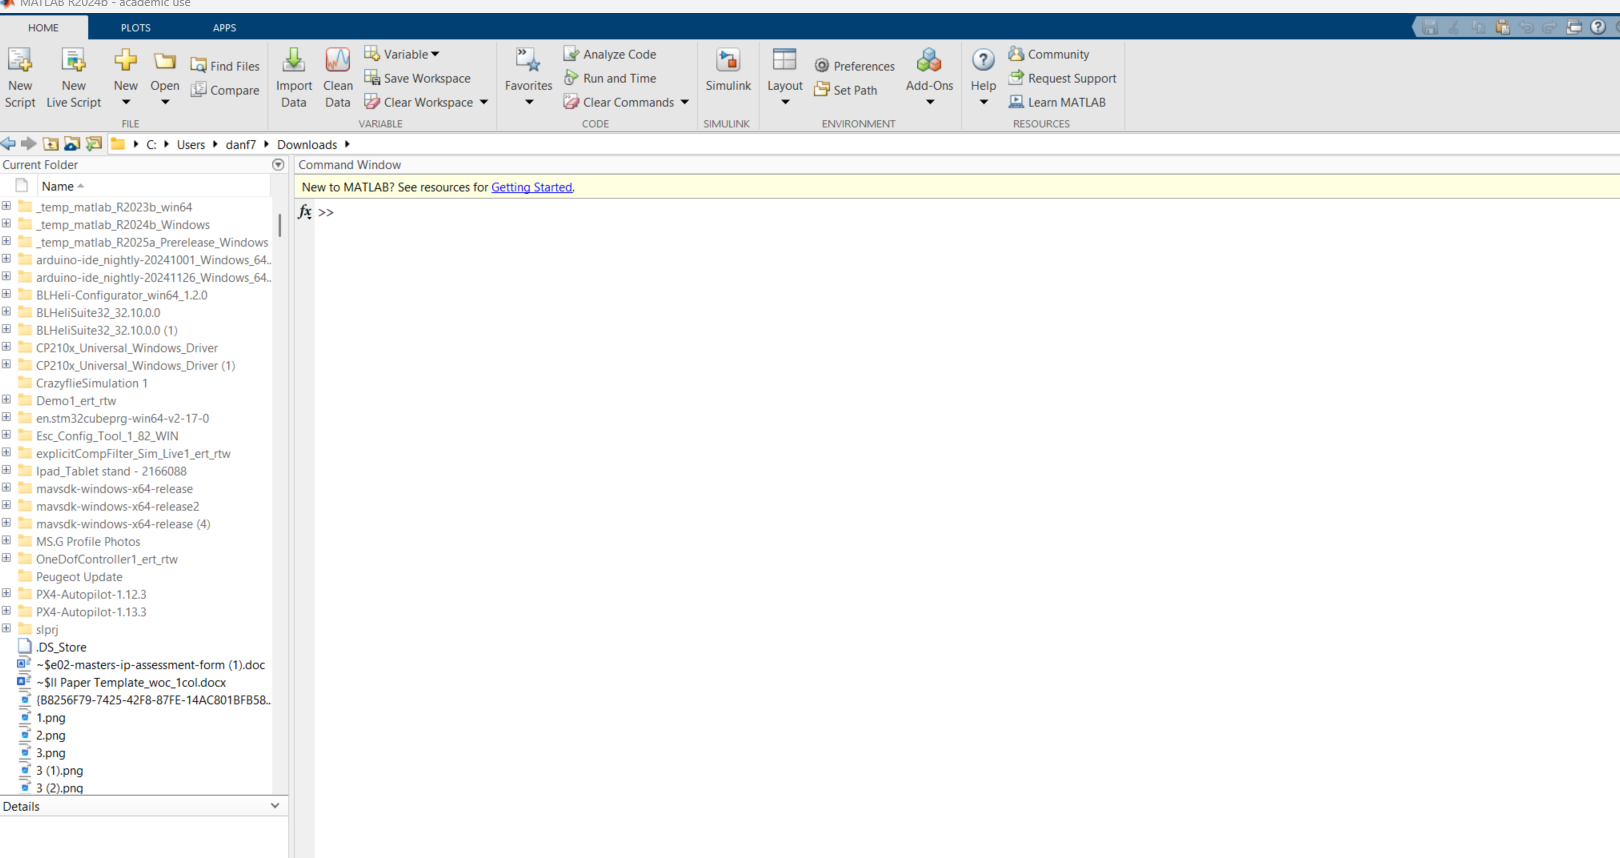 MATLAB R2024b - academic use
HOME PLOTS APPS
New Script
New Live Script
New
Open
Find Files
Compare
FILE
Import Data
Clean Data
Variable
Save Workspace
Clear Workspace
VARIABLE
Favorites
Analyze Code
Run and Time
Clear Commands
CODE
Simulink
SIMULINK
Layout
Preferences
Set Path
Add-Ons
ENVIRONMENT
Help
Community
Request Support
Learn MATLAB
RESOURCES
C: Users danf7 Downloads
Current Folder
Name
_temp_matlab_R2023b_win64
_temp_matlab_R2024b_Windows
_temp_matlab_R2025a_Prerelease_Windows
arduino-ide_nightly-20241001_Windows_64..
arduino-ide_nightly-20241126_Windows_64..
BLHeli-Configurator_win64_1.2.0
BLHeliSuite32_32.10.0.0
BLHeliSuite32_32.10.0.0 (1)
CP210x_Universal_Windows_Driver
CP210x_Universal_Windows_Driver (1)
CrazyflieSimulation 1
Demo1_ert_rtw
en.stm32cubeprg-win64-v2-17-0
Esc_Config_Tool_1_82_WIN
explicitCompFilter_Sim_Live1_ert_rtw
Ipad_Tablet stand - 2166088
mavsdk-windows-x64-release
mavsdk-windows-x64-release2
mavsdk-windows-x64-release (4)
MS.G Profile Photos
OneDofController1_ert_rtw
Peugeot Update
PX4-Autopilot-1.12.3
PX4-Autopilot-1.13.3
slprj
.DS_Store
~$e02-masters-ip-assessment-form (1).doc
~$II Paper Template_woc_1col.docx
{B8256F79-7425-42F8-87FE-14AC801BFB58..
1.png
2.png
3.png
3 (1).png
3 (2).png
Details
Command Window
New to MATLAB? See resources for Getting Started.
fx >>